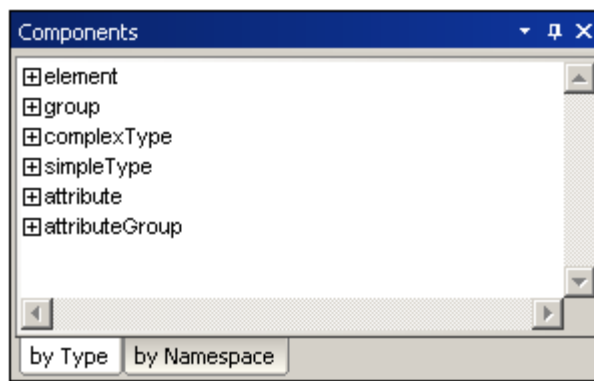 Components
element
group
complexType
simpleType
attribute
attributeGroup
by Type by Namespace